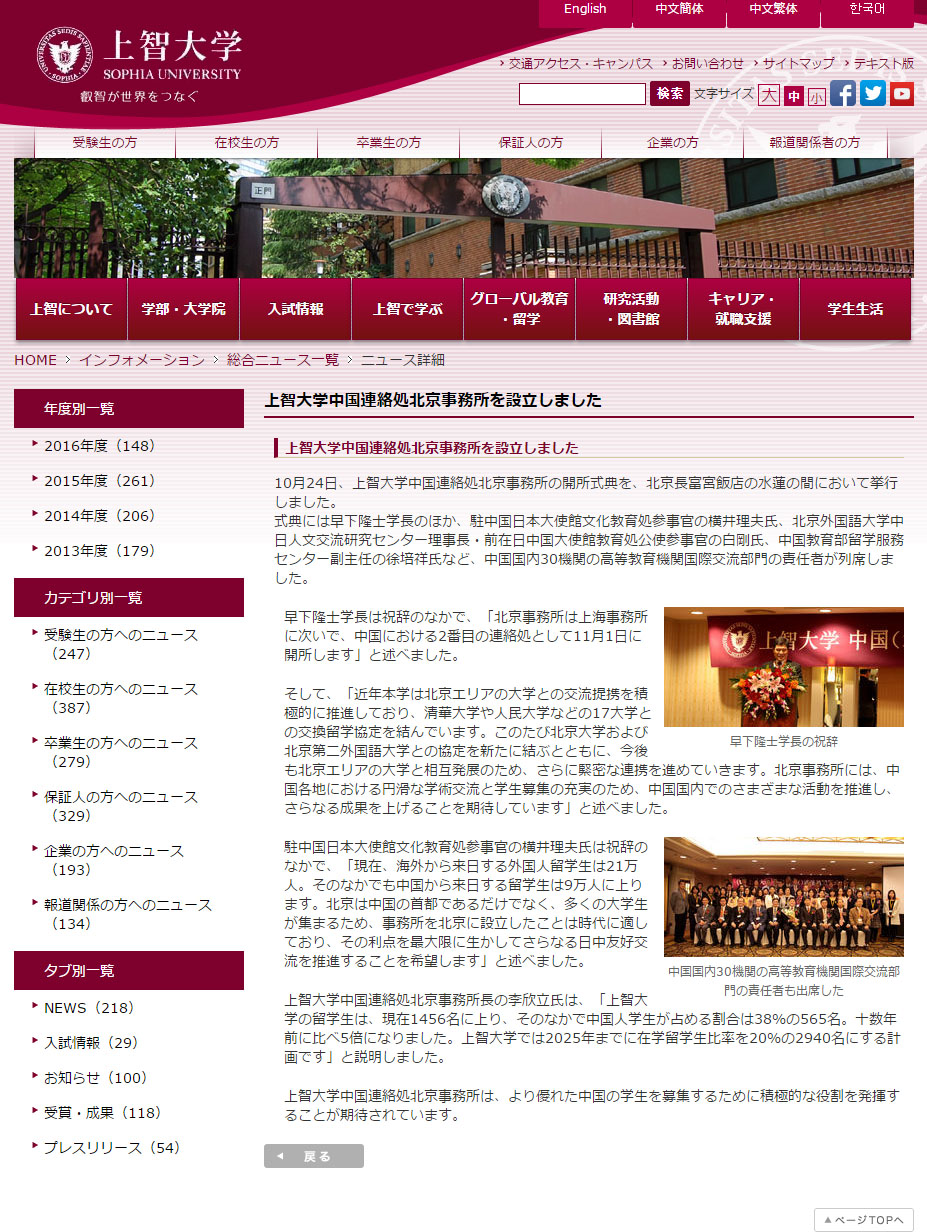 English
中文簡体
中文繁体
한국어
上智大学
SOPHIA UNIVERSITY
叡智が世界をつなぐ
交通アクセス・キャンパス
お問い合わせ
サイトマップ
テキスト版
検索
文字サイズ
大
中
小
受験生の方
在校生の方
卒業生の方
保証人の方
企業の方
報道関係者の方
正門
上智について
学部・大学院
入試情報
上智で学ぶ
グローバル教育
・留学
研究活動
・図書館
キャリア・
就職支援
学生生活
HOME > インフォメーション > 総合ニュース一覧 > ニュース詳細
年度別一覧
2016年度（148）
2015年度（261）
2014年度（206）
2013年度（179）
カテゴリ別一覧
受験生の方へのニュース
（247）
在校生の方へのニュース
（387）
卒業生の方へのニュース
（279）
保証人の方へのニュース
（329）
企業の方へのニュース
（193）
報道関係の方へのニュース
（134）
タブ別一覧
NEWS（218）
入試情報（29）
お知らせ（100）
受賞・成果（118）
プレスリリース（54）
上智大学中国連絡処北京事務所を設立しました
上智大学中国連絡処北京事務所を設立しました
10月24日、上智大学中国連絡処北京事務所の開所式典を、北京長富宮飯店の水蓮の間において挙行
しました。
式典には早下隆士学長のほか、駐中国日本大使館文化教育処参事官の横井理夫氏、北京外国語大学中
日人文交流研究センター理事長・前在日中国大使館教育処公使参事官の白剛氏、中国教育部留学服務
センター副主任の徐培祥氏など、中国国内30機関の高等教育機関国際交流部門の責任者が列席しま
した。
早下隆士学長は祝辞のなかで、「北京事務所は上海事務所
に次いで、中国における2番目の連絡処として11月1日に
開所します」と述べました。
上智大学 中国(
早下隆士学長の祝辞
そして、「近年本学は北京エリアの大学との交流提携を積
極的に推進しており、清華大学や人民大学などの17大学と
の交換留学協定を結んでいます。このたび北京大学および
北京第二外国語大学との協定を新たに結ぶとともに、今後
も北京エリアの大学と相互発展のため、さらに緊密な連携を進めていきます。北京事務所には、中
国各地における円滑な学術交流と学生募集の充実のため、中国国内でのさまざまな活動を推進し、
さらなる成果を上げることを期待しています」と述べました。
駐中国日本大使館文化教育処参事官の横井理夫氏は祝辞の
なかで、「現在、海外から来日する外国人留学生は21万
人。そのなかでも中国から来日する留学生は9万人に上り
ます。北京は中国の首都であるだけでなく、多くの大学生
が集まるため、事務所を北京に設立したことは時代に適し
ており、その利点を最大限に生かしてさらなる日中友好交
流を推進することを希望します」と述べました。
中国国内30機関の高等教育機関国際交流部
門の責任者も出席した
上智大学中国連絡処北京事務所長の李欣立氏は、「上智大
学の留学生は、現在1456名に上り、そのなかで中国人学生が占める割合は38%の565名。十数年
前に比べ5倍になりました。上智大学では2025年までに在学留学生比率を20%の2940名にする計
画です」と説明しました。
上智大学中国連絡処北京事務所は、より優れた中国の学生を募集するために積極的な役割を発揮す
ることが期待されています。
戻る
ページTOPへ